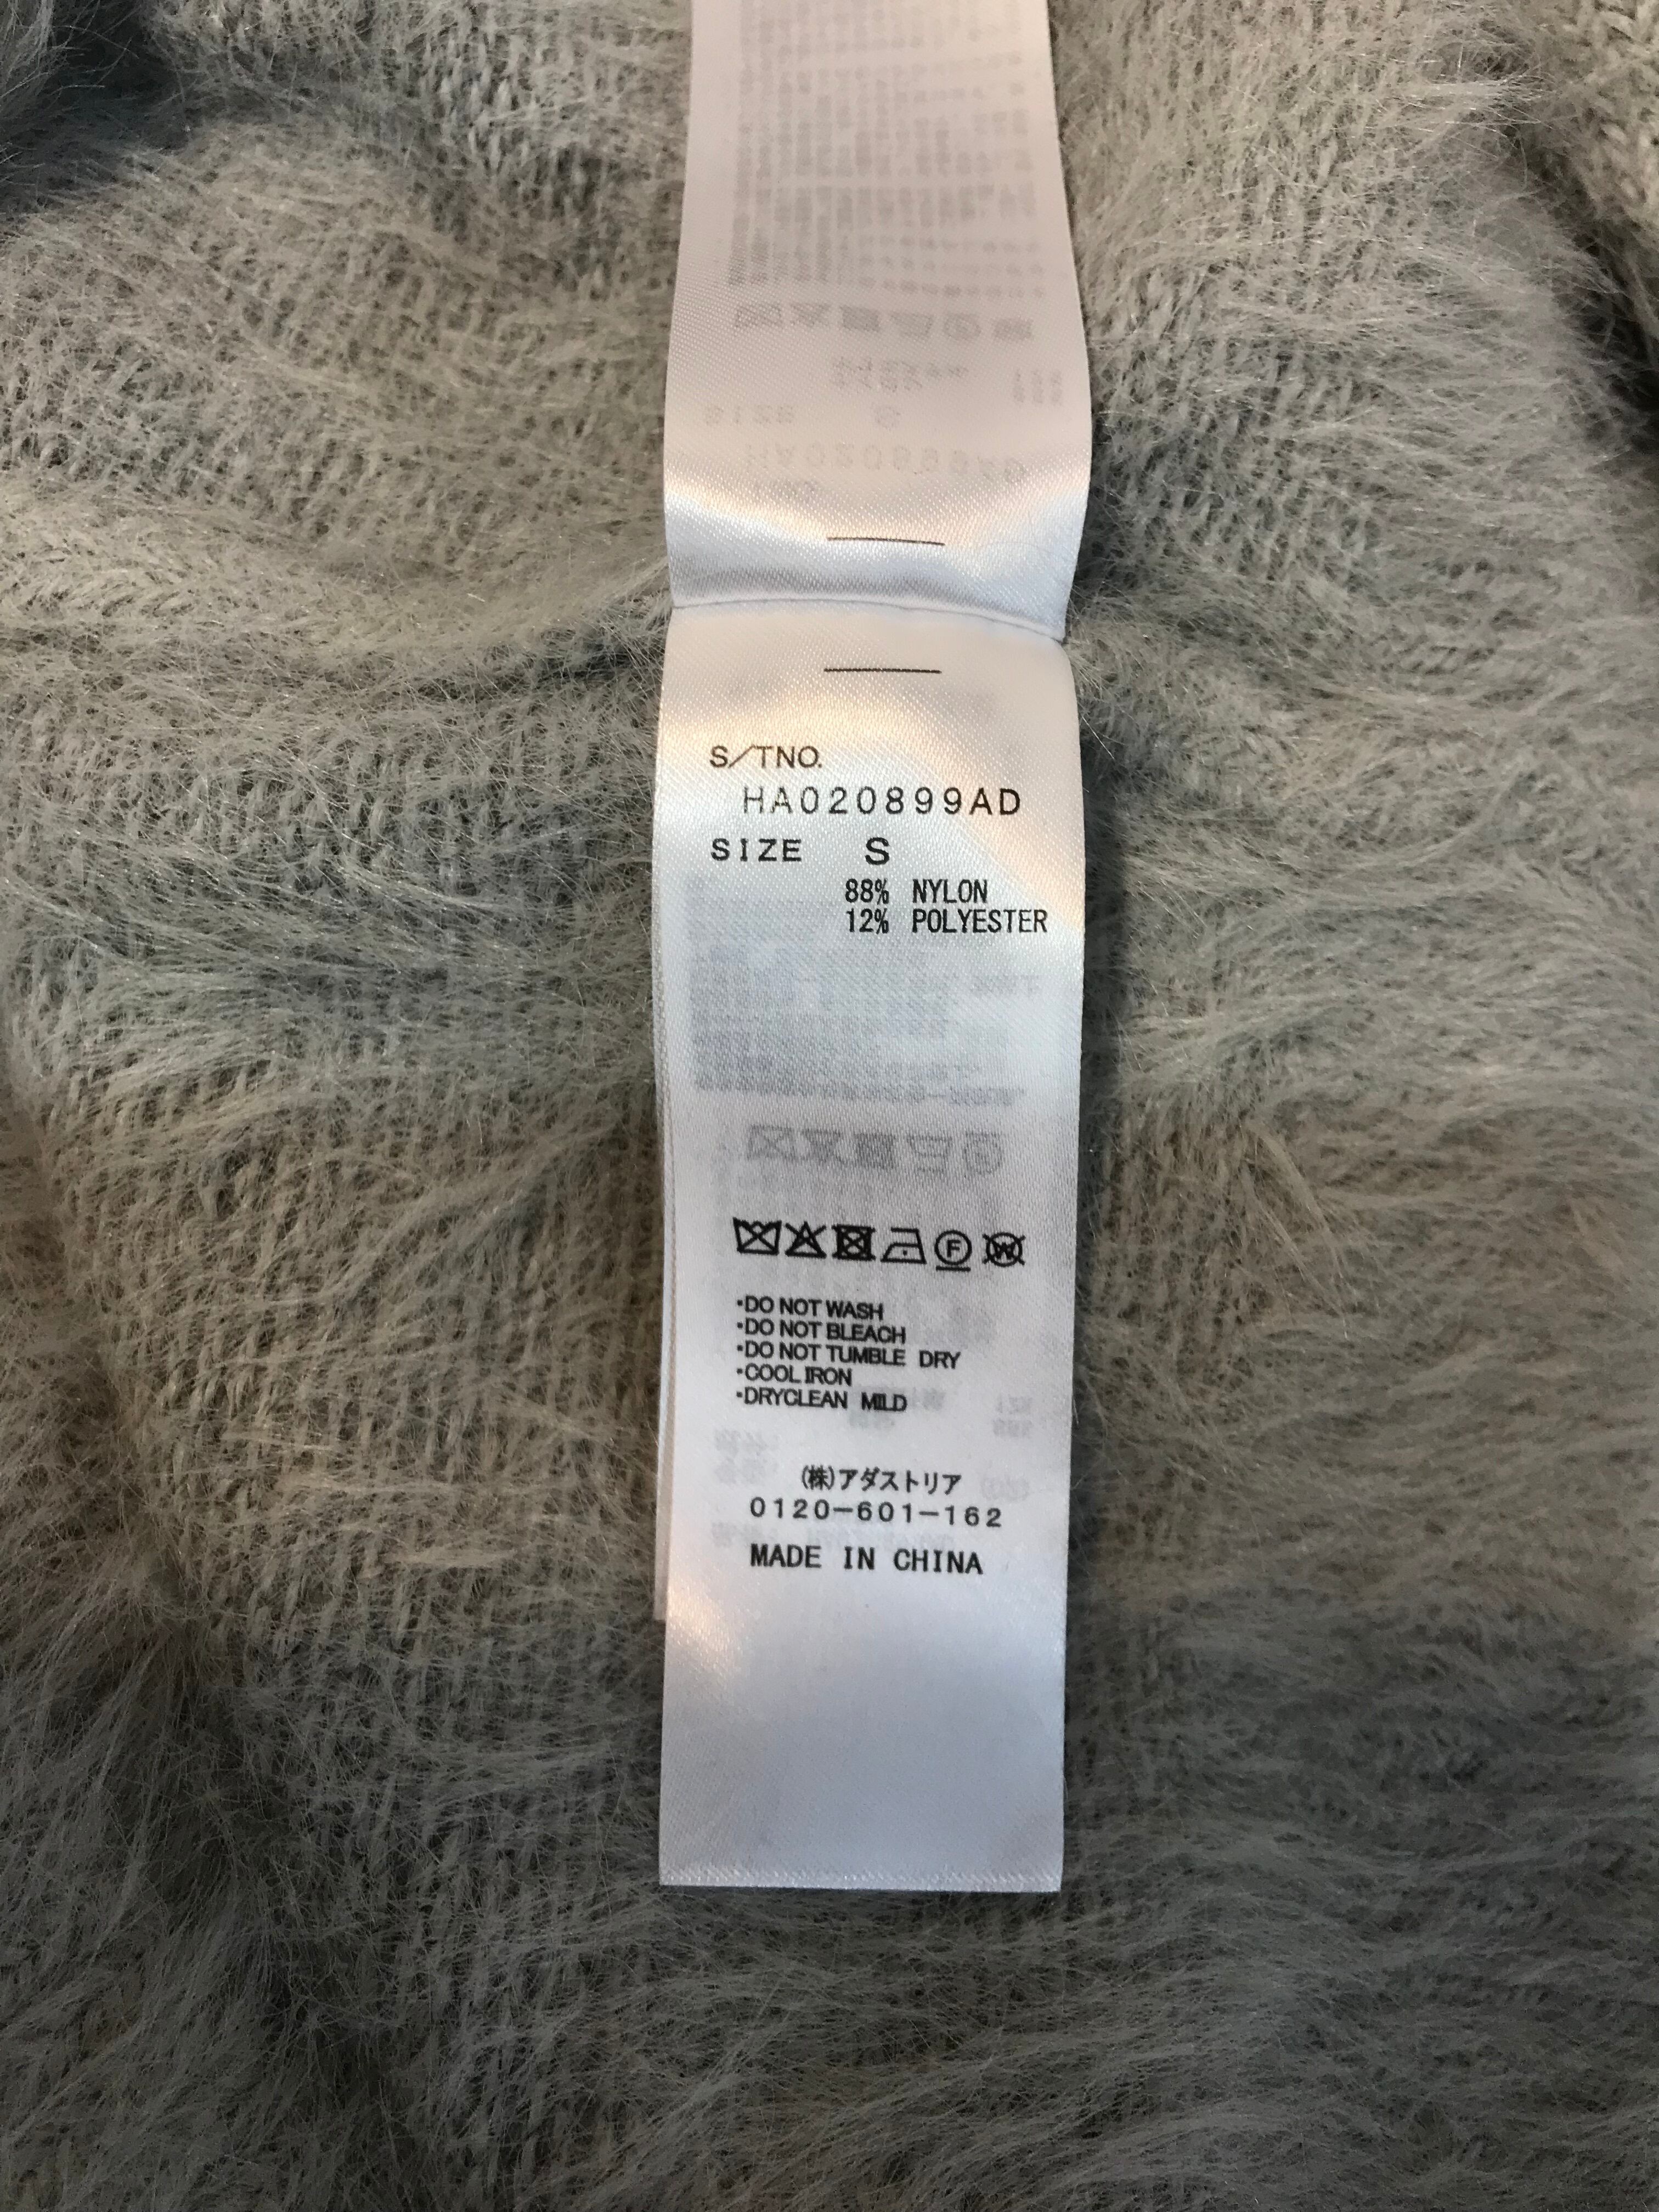 S/TNO.
HA020899AD
SIZE S
88% NYLON
12% POLYESTER
F W
・DO NOT WASH
・DO NOT BLEACH
・DO NOT TUMBLE DRY
・COOL IRON
・DRYCLEAN MILD
(株)アダストリア
0120-601-162
MADE IN CHINA